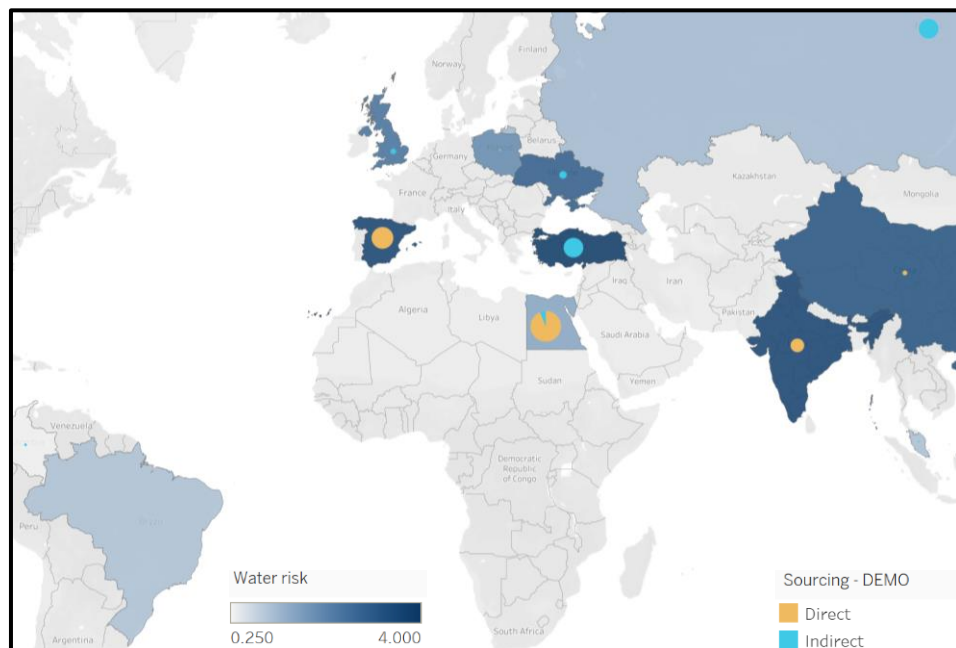 Finland
Norway
Belarus
Germany
Kazakhstan
Mongolia
France
Italy
Iraq
Iran
Pakistan
Algeria
Libya
Saudi Arabia
Sudan
Yemen
Venezuela
Democratic
Republic
of Congo
Brazil
Peru
Water risk
Sourcing - DEMO
0.250
4.000
Direct
Indirect
Argentina
South Africa